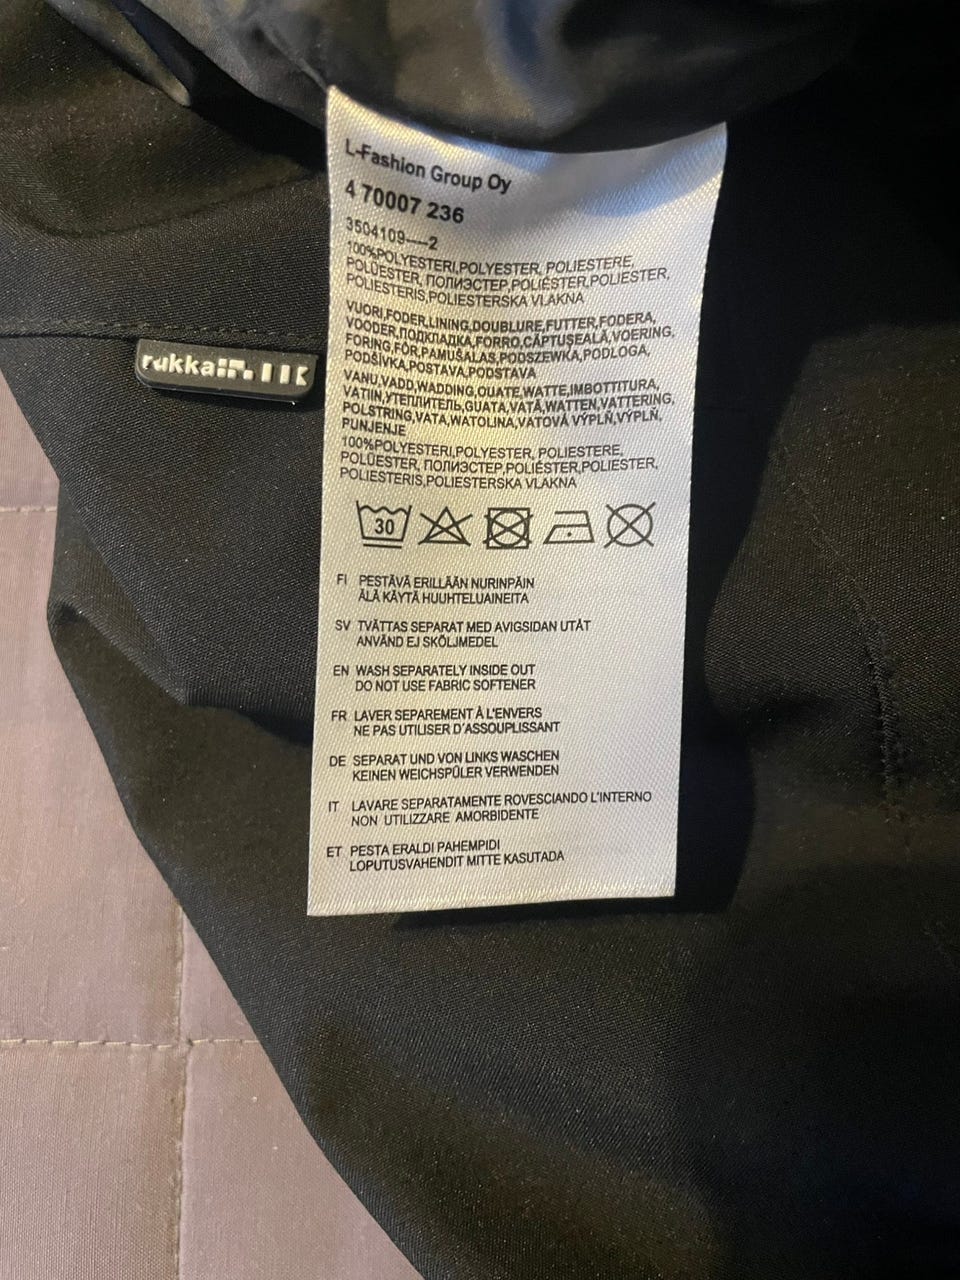 L-Fashion Group Oy
4 70007 236
3504109----2
100%POLYESTERI,POLYESTER, POLIESTERE,
POLÜESTER, ПОЛИЭСТЕР,POLIÉSTER,POLIESTER,
POLIESTERIS,POLIESTERSKA VLAKNA
VUORI,FODER,LINING,DOUBLURE,FUTTER,FODERA,
VOODER,ПОДКЛАДКА,FORRO,CĂPTUŞEALĂ,VOERING,
FORING,FÔR,PAMUŠALAS,PODSZEWKA,PODLOGA,
PODŠÍVKA,POSTAVA,PODSTAVA
VANU,VADD,WADDING,OUATE,WATTE,IMBOTTITURA,
VATIIN,УТЕПЛИТЕЛЬ,GUATA,VATĂ,WATTEN,VATTERING,
POLSTRING,VATA,WATOLINA,VATOVÁ VÝPLŇ,VÝPLŇ,
PUNJENJE
100%POLYESTERI,POLYESTER, POLIESTERE,
POLÜESTER, ПОЛИЭСТЕР,POLIÉSTER,POLIESTER,
POLIESTERIS,POLIESTERSKA VLAKNA
rukka
30
FI PESTÄVÄ ERILLÄÄN NURINPÄIN
ÄLÄ KÄYTÄ HUUHTELUAINEITA
SV TVÄTTAS SEPARAT MED AVIGSIDAN UTÅT
ANVÄND EJ SKÖLJMEDEL
EN WASH SEPARATELY INSIDE OUT
DO NOT USE FABRIC SOFTENER
FR LAVER SEPAREMENT À L'ENVERS
NE PAS UTILISER D'ASSOUPLISSANT
DE SEPARAT UND VON LINKS WASCHEN
KEINEN WEICHSPÜLER VERWENDEN
IT LAVARE SEPARATAMENTE ROVESCIANDO L'INTERNO
NON UTILIZZARE AMORBIDENTE
ET PESTA ERALDI PAHEMPIDI
LOPUTUSVAHENDIT MITTE KASUTADA